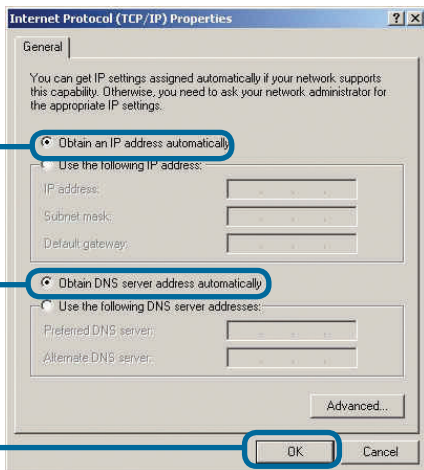 Internet Protocol (TCP/IP) Properties
General
You can get IP settings assigned automatically if your network supports
this capability. Otherwise, you need to ask your network administrator for
the appropriate IP settings.
Obtain an IP address automatically
Use the following IP address:
IP address:
Subnet mask:
Default gateway:
Obtain DNS server address automatically
Use the following DNS server addresses:
Preferred DNS server:
Alternate DNS server:
Advanced...
OK
Cancel